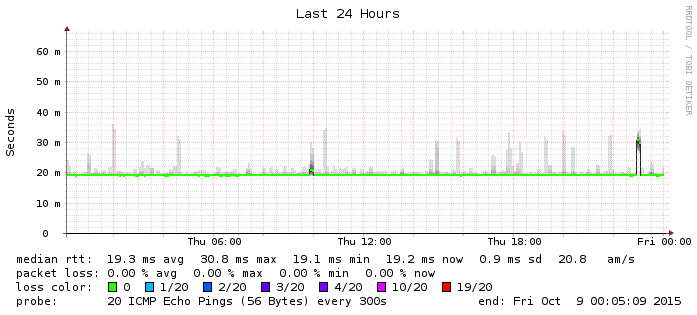 Last 24 Hours
RRDTOOL / TOBI OETIKER
Seconds
60 m
50 m
40 m
30 m
20 m
10 m
0
Thu 06:00 Thu 12:00 Thu 18:00 Fri 00:00
median rtt: 19.3 ms avg 30.8 ms max 19.1 ms min 19.2 ms now 0.9 ms sd 20.8 am/s
packet loss: 0.00 % avg 0.00 % max 0.00 % min 0.00 % now
loss color: 0 1/20 2/20 3/20 4/20 10/20 19/20
probe: 20 ICMP Echo Pings (56 Bytes) every 300s end: Fri Oct 9 00:05:09 2015